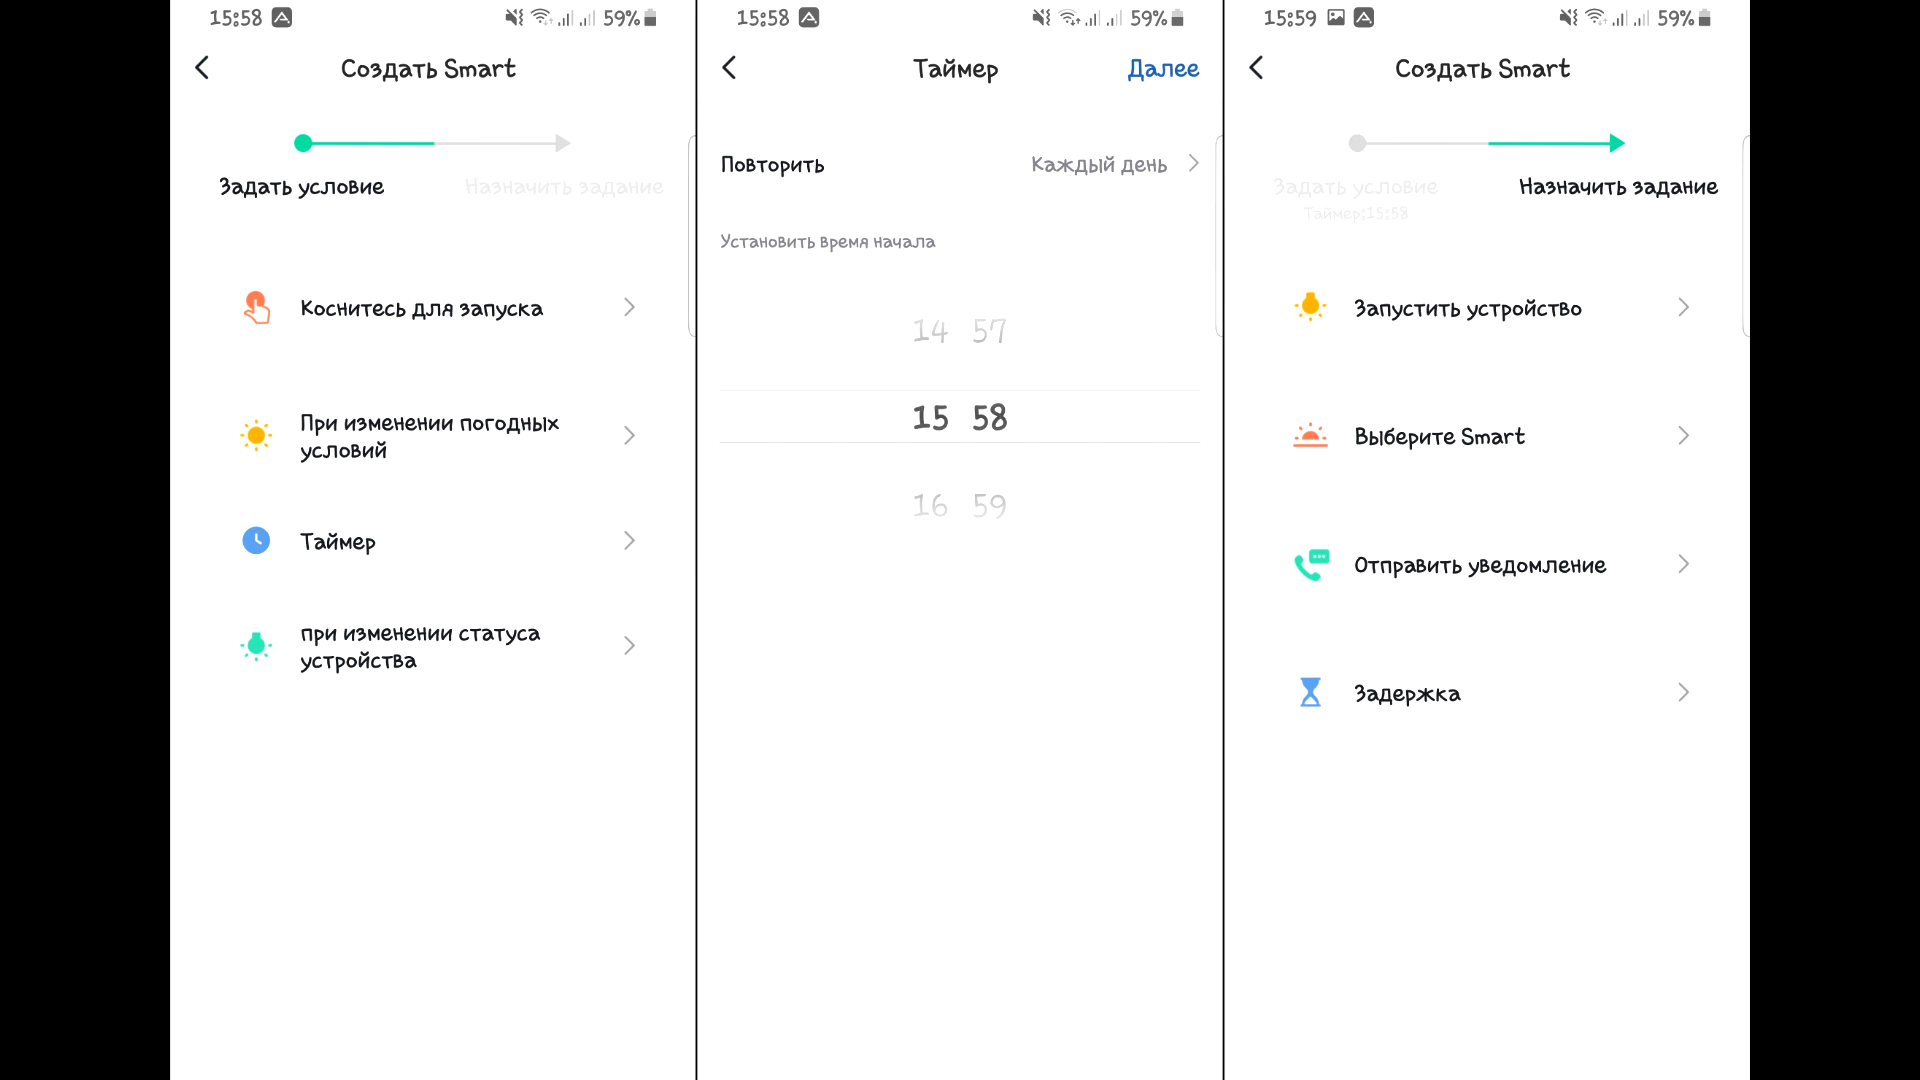 15:58 59%
Создать Smart
Задать условие Назначить задание
Коснитесь для запуска
При изменении погодных
условий
Таймер
при изменении статуса
устройства
15:58 59%
Таймер Далее
Повторить Каждый день
Установить время начала
14 57
15 58
16 59
15:59 59%
Создать Smart
Задать условие Назначить задание
Таймер:15:58
Запустить устройство
Выберите Smart
Отправить уведомление
Задержка